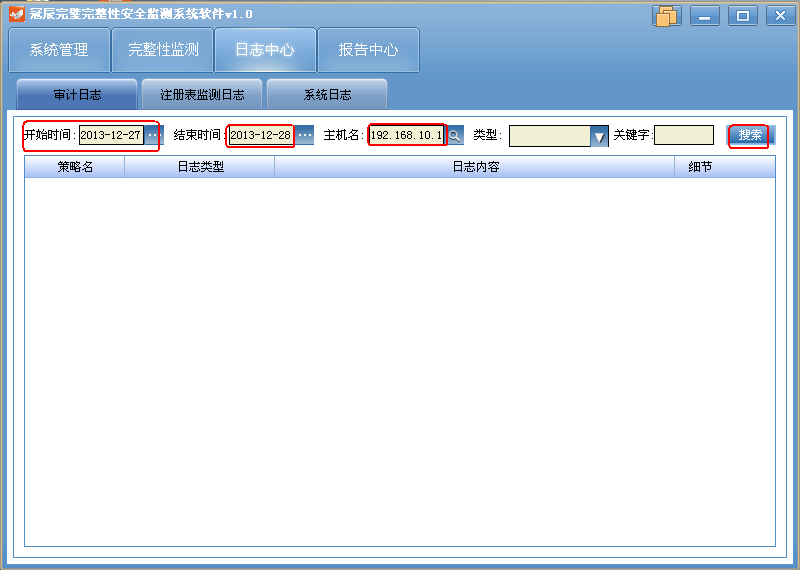 冠辰完璧完整性安全监测系统软件v1.0
系统管理 完整性监测 日志中心 报告中心
审计日志 注册表监测日志 系统日志
开始时间: 2013-12-27 ... 结束时间: 2013-12-28 ... 主机名: 192.168.10.1 类型: 关键字: 搜索
策略名 日志类型 日志内容 细节